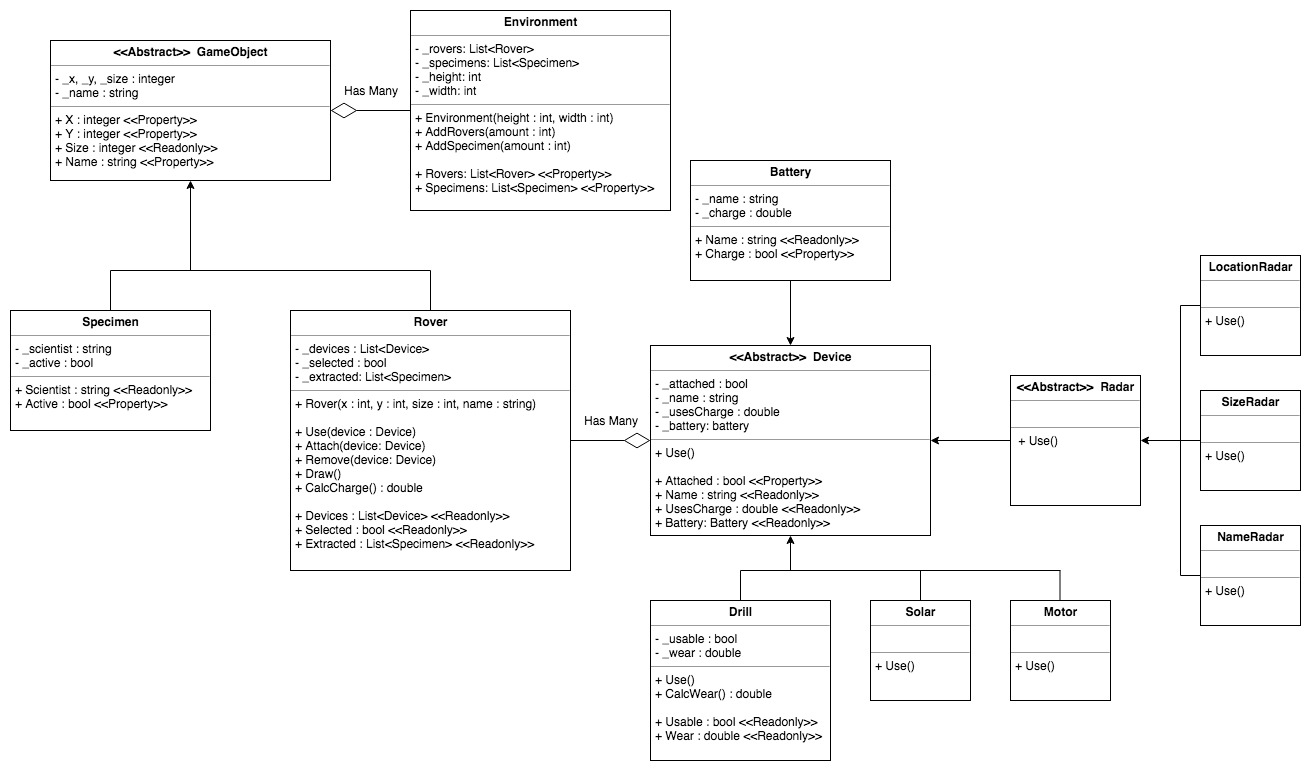 <<Abstract>> GameObject
- _x, _y, _size : integer
- _name : string
+ X : integer <<Property>>
+ Y : integer <<Property>>
+ Size : integer <<Readonly>>
+ Name : string <<Property>>
Has Many
Environment
- _rovers: List<Rover>
- _specimens: List<Specimen>
- _height: int
- _width: int
+ Environment(height : int, width : int)
+ AddRovers(amount : int)
+ AddSpecimen(amount : int)
+ Rovers: List<Rover> <<Property>>
+ Specimens: List<Specimen> <<Property>>
Battery
- _name : string
- _charge : double
+ Name : string <<Readonly>>
+ Charge : bool <<Property>>
Specimen
- _scientist : string
- _active : bool
+ Scientist : string <<Readonly>>
+ Active : bool <<Property>>
Rover
- _devices : List<Device>
- _selected : bool
- _extracted: List<Specimen>
+ Rover(x : int, y : int, size : int, name : string)
+ Use(device : Device)
+ Attach(device: Device)
+ Remove(device: Device)
+ Draw()
+ CalcCharge() : double
+ Devices : List<Device> <<Readonly>>
+ Selected : bool <<Readonly>>
+ Extracted : List<Specimen> <<Readonly>>
Has Many
<<Abstract>> Device
- _attached : bool
- _name : string
- _usesCharge : double
- _battery: battery
+ Use()
+ Attached : bool <<Property>>
+ Name : string <<Readonly>>
+ UsesCharge : double <<Readonly>>
+ Battery: Battery <<Readonly>>
<<Abstract>> Radar
+ Use()
LocationRadar
+ Use()
SizeRadar
+ Use()
NameRadar
+ Use()
Drill
- _usable : bool
- _wear : double
+ Use()
+ CalcWear() : double
+ Usable : bool <<Readonly>>
+ Wear : double <<Readonly>>
Solar
+ Use()
Motor
+ Use()